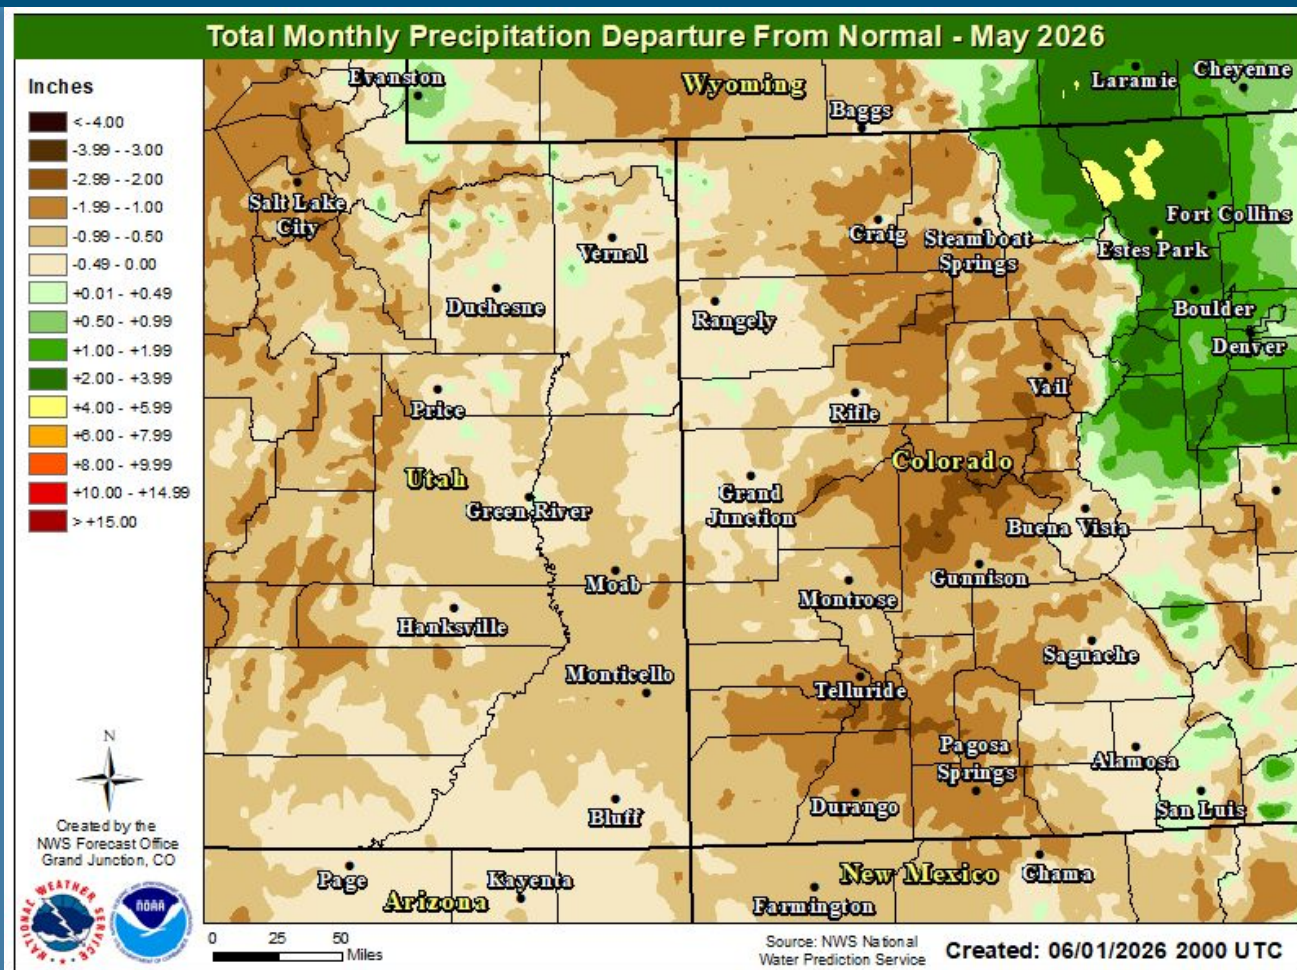 Total Monthly Precipitation Departure From Normal - May 2026
Inches
< -4.00
-3.99 - -3.00
-2.99 - -2.00
-1.99 - -1.00
-0.99 - -0.50
-0.49 - 0.00
+0.01 - +0.49
+0.50 - +0.99
+1.00 - +1.99
+2.00 - +3.99
+4.00 - +5.99
+6.00 - +7.99
+8.00 - +9.99
+10.00 - +14.99
> +15.00
Evanston
Wyoming
Laramie
Cheyenne
Baggs
Salt Lake
City
Vernal
Craig
Steamboat
Springs
Fort Collins
Estes Park
Duchesne
Rangely
Boulder
Denver
Price
Rifle
Vail
Utah
Colorado
Green River
Grand
Junction
Buena Vista
Moab
Montrose
Gunnison
Hanksville
Saguache
Monticello
Telluride
Pagosa
Springs
Alamosa
Bluff
Durango
San Luis
Page
Kayenta
Arizona
New Mexico
Chama
Farmington
N
Created by the
NWS Forecast Office
Grand Junction, CO
NATIONAL WEATHER SERVICE
NOAA
0 25 50
Miles
Source: NWS National
Water Prediction Service
Created: 06/01/2026 2000 UTC